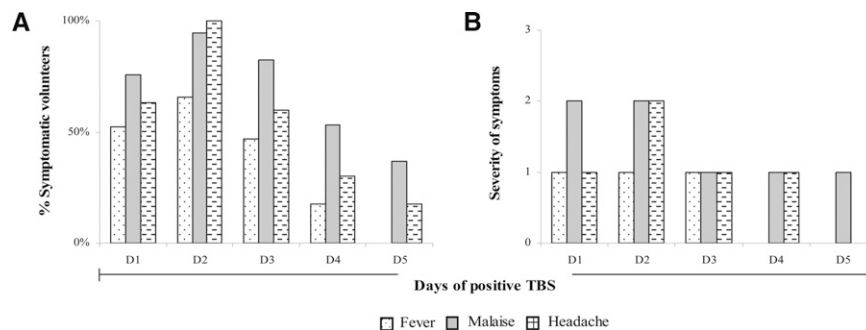 A
% Symptomatic volunteers
100%
50%
0%
D1 D2 D3 D4 D5
B
Severity of symptoms
3
2
1
0
D1 D2 D3 D4 D5
Days of positive TBS
Fever Malaise Headache